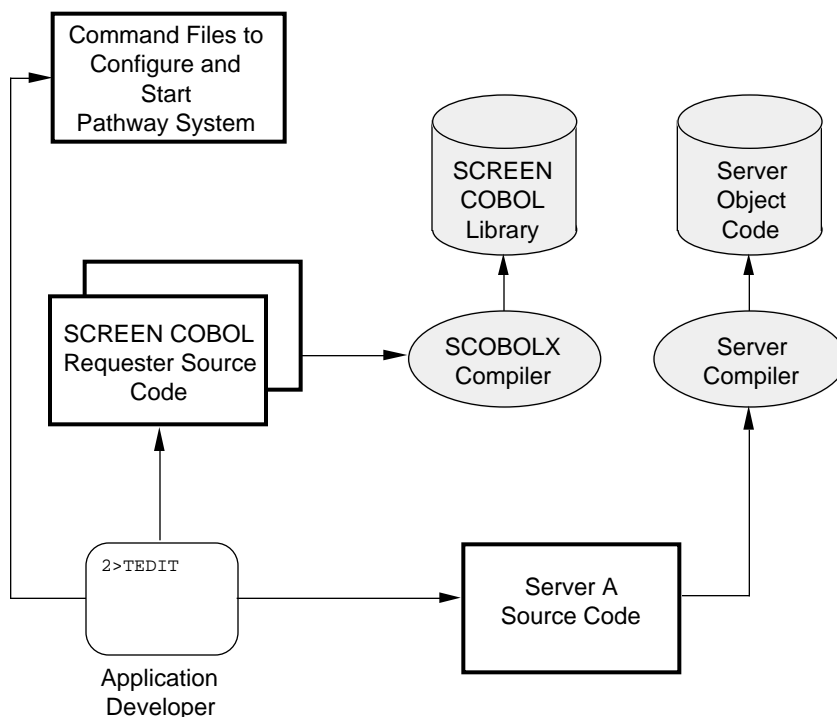 Command Files to
Configure and
Start
Pathway System
SCREEN
COBOL
Library
Server
Object
Code
SCREEN COBOL
Requester Source
Code
SCOBOLX
Compiler
Server
Compiler
2>TEDIT
Server A
Source Code
Application
Developer